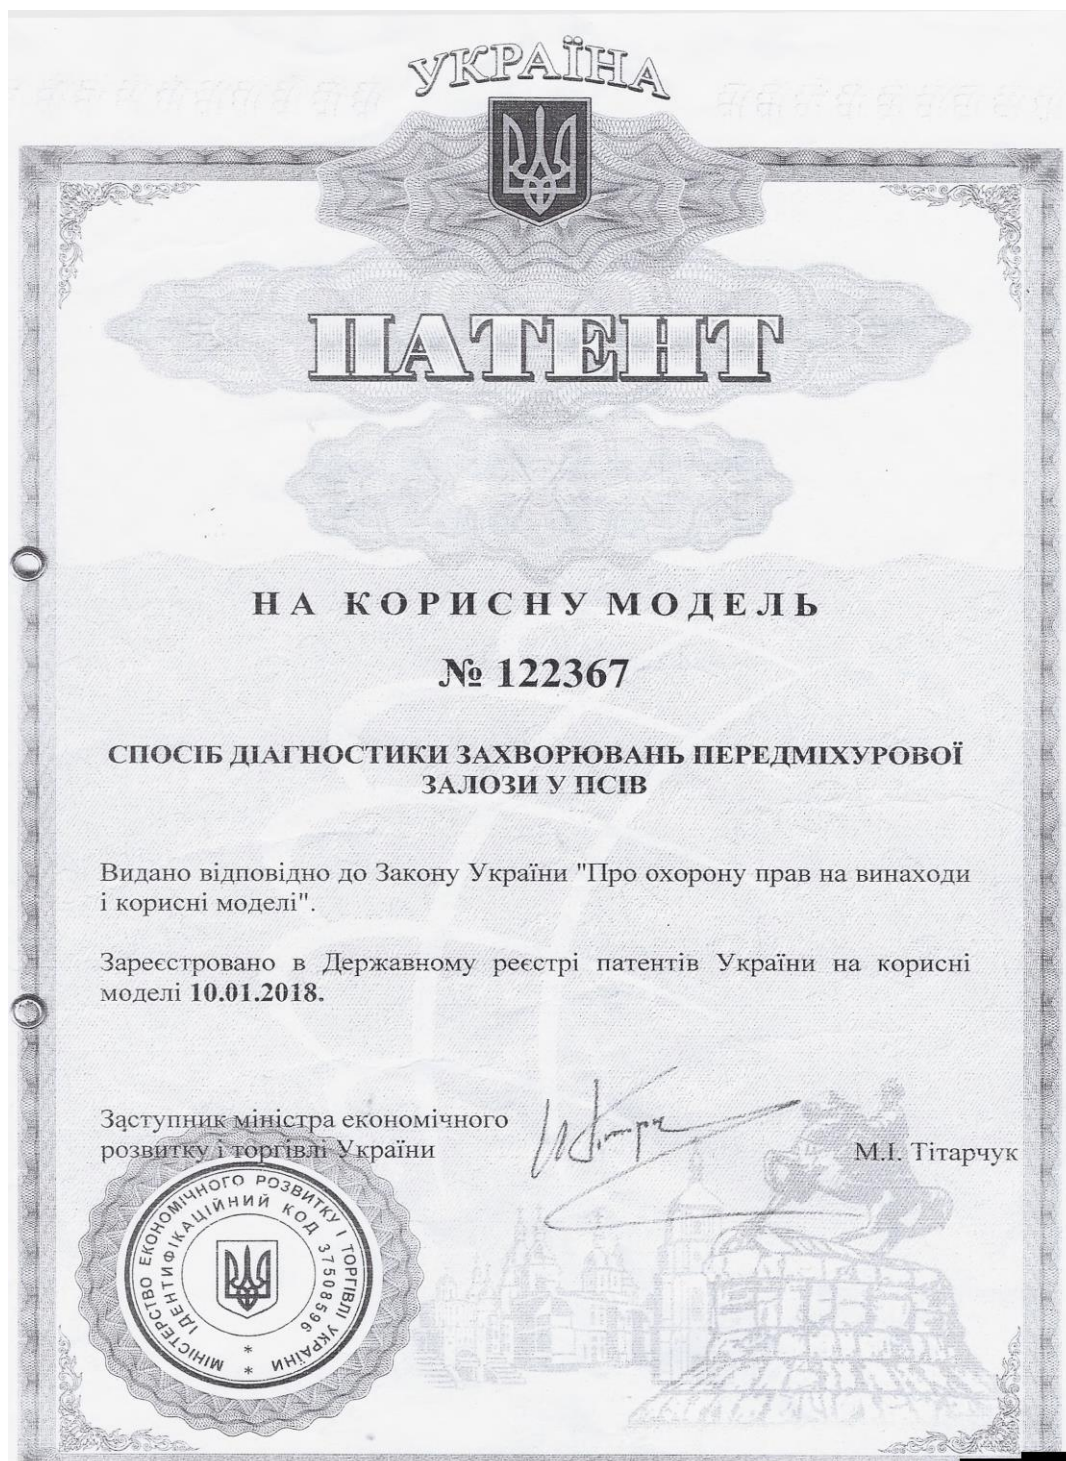 УКРАЇНА
ПАТЕНТ
НА КОРИСНУ МОДЕЛЬ
№ 122367
СПОСІБ ДІАГНОСТИКИ ЗАХВОРЮВАНЬ ПЕРЕДМІХУРОВОЇ
ЗАЛОЗИ У ПСІВ
Видано відповідно до Закону України "Про охорону прав на винаходи
і корисні моделі".
Зареєстровано в Державному реєстрі патентів України на корисні
моделі 10.01.2018.
Заступник міністра економічного
розвитку і торгівлі України
М.І. Тітарчук
МІНІСТЕРСТВО ЕКОНОМІЧНОГО РОЗВИТКУ І ТОРГІВЛІ УКРАЇНИ
ІДЕНТИФІКАЦІЙНИЙ КОД 37508596